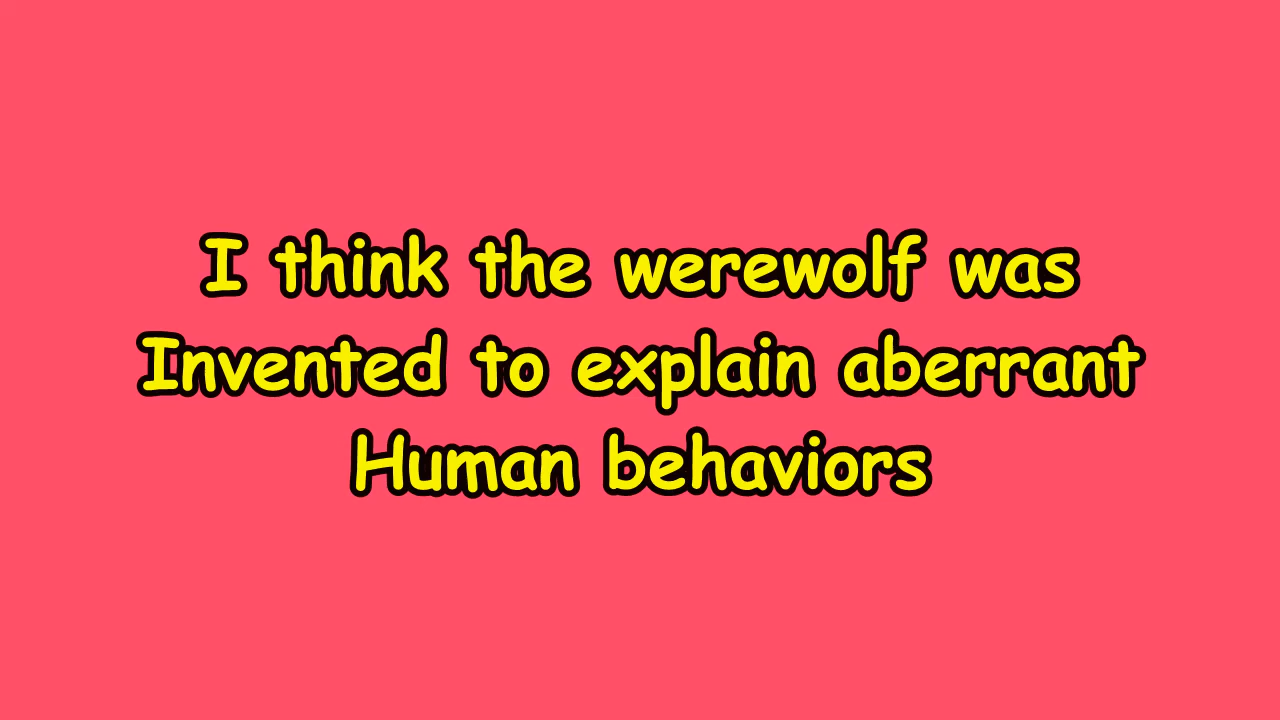 I think the werewolf was
Invented to explain aberrant
Human behaviors